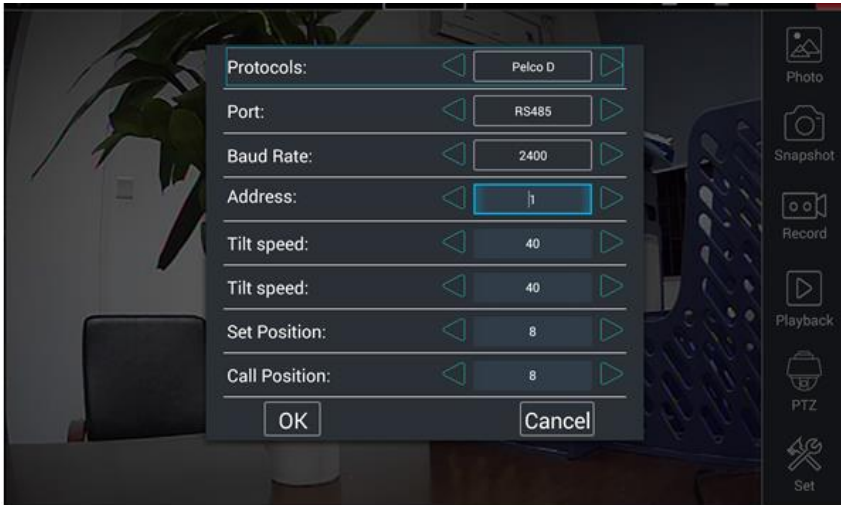 Protocols: Pelco D
Port: RS485
Baud Rate: 2400
Address: 1
Tilt speed: 40
Tilt speed: 40
Set Position: 8
Call Position: 8
OK Cancel
Photo
Snapshot
Record
Playback
PTZ
Set